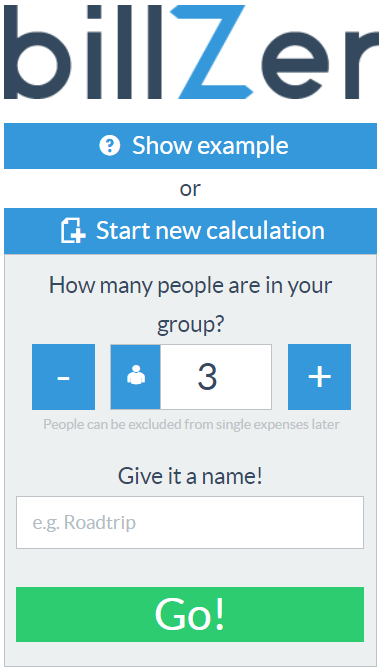 billZer
Show example
or
Start new calculation
How many people are in your
group?
- 3 +
People can be excluded from single expenses later
Give it a name!
e.g. Roadtrip
Go!